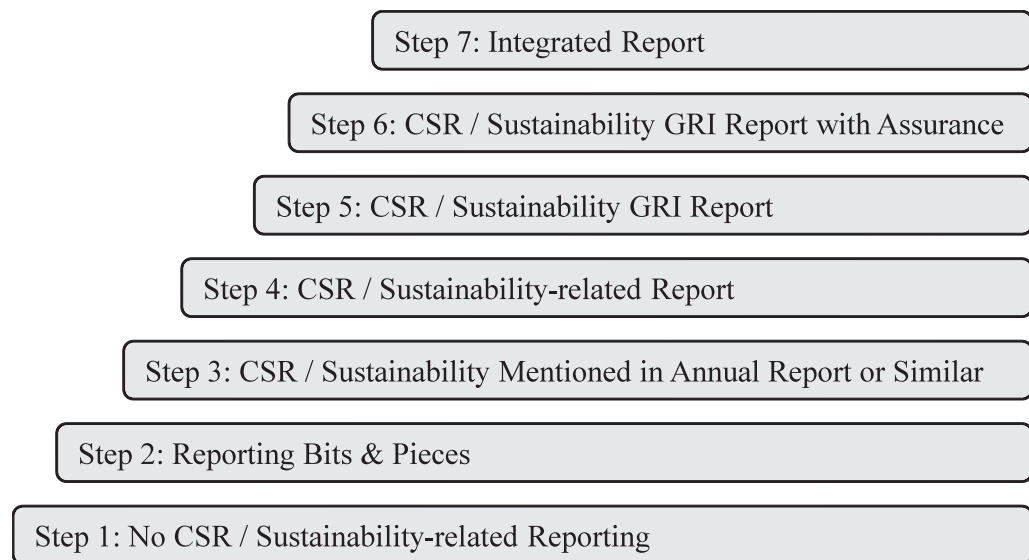 Step 7: Integrated Report
Step 6: CSR / Sustainability GRI Report with Assurance
Step 5: CSR / Sustainability GRI Report
Step 4: CSR / Sustainability-related Report
Step 3: CSR / Sustainability Mentioned in Annual Report or Similar
Step 2: Reporting Bits & Pieces
Step 1: No CSR / Sustainability-related Reporting